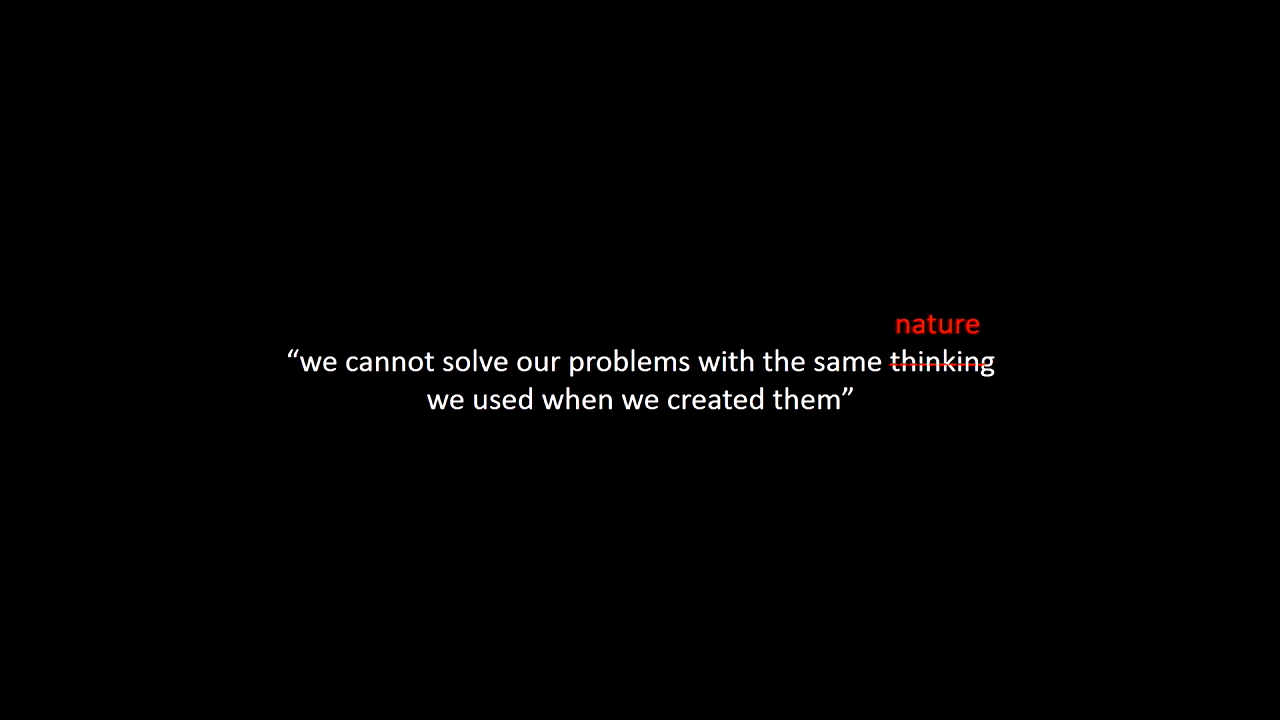 nature
“we cannot solve our problems with the same thinking
we used when we created them”